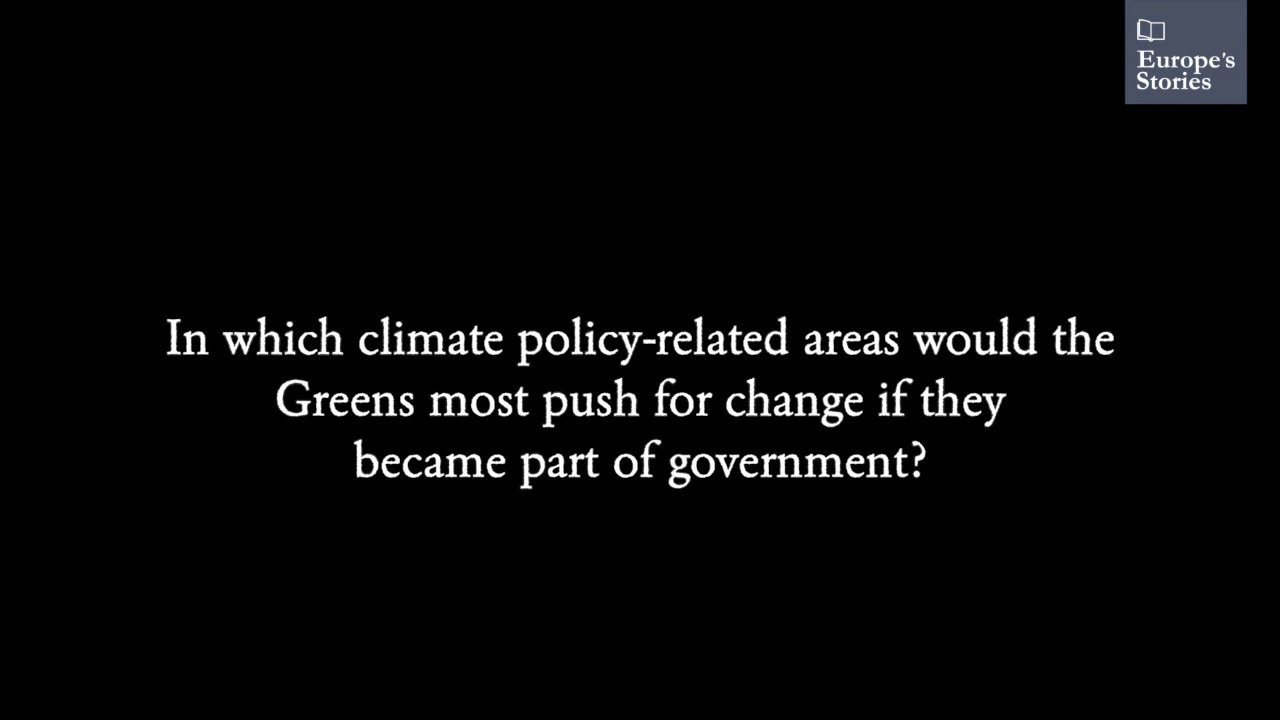 Europe's
Stories
In which climate policy-related areas would the
Greens most push for change if they
became part of government?